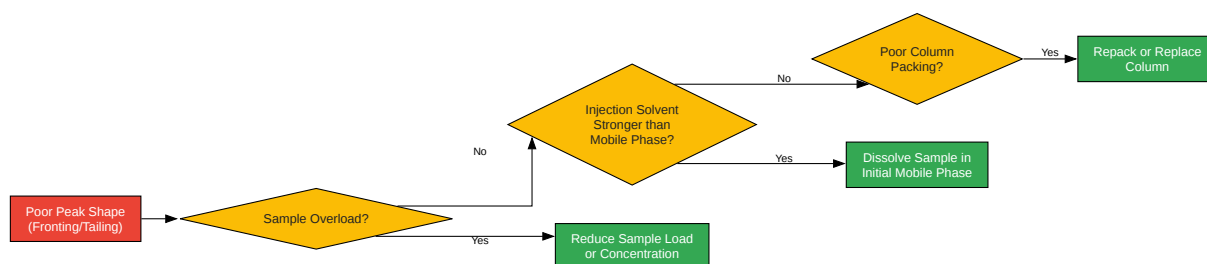 Poor Peak Shape
(Fronting/Tailing)
Sample Overload?
Yes
Reduce Sample Load
or Concentration
No
Injection Solvent
Stronger than
Mobile Phase?
Yes
Dissolve Sample in
Initial Mobile Phase
No
Poor Column
Packing?
Yes
Repack or Replace
Column